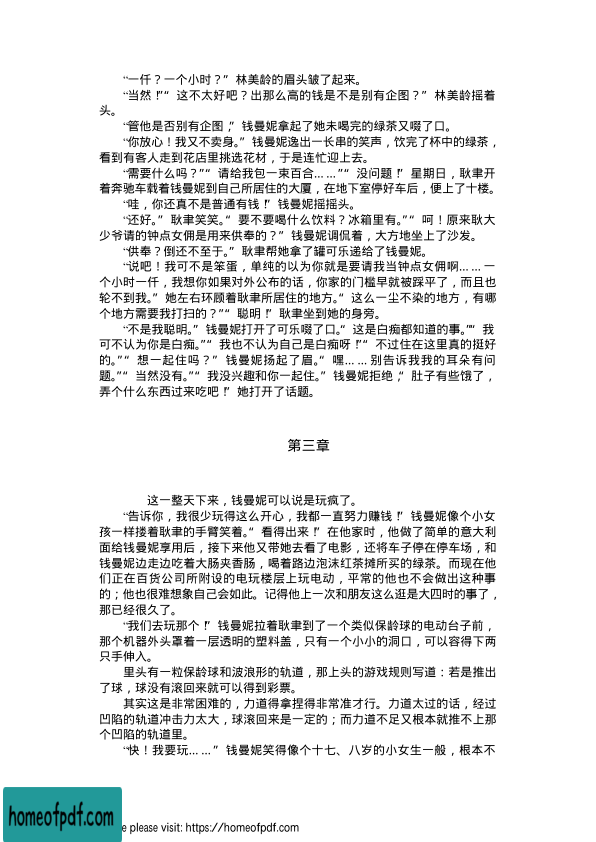 “一仟？一个小时？”林美龄的眉头皱了起来。
“当然！”“这不太好吧？出那么高的钱是不是别有企图？”林美龄摇着
头。
“管他是否别有企图，”钱曼妮拿起了她未喝完的绿茶又啜了口。
“你放心！我又不卖身。”钱曼妮逸出一长串的笑声，饮完了杯中的绿茶，
看到有客人走到花店里挑选花材，于是连忙迎上去。
“需要什么吗？”“请给我包一束百合……”“没问题！”星期日，耿聿开
着奔驰车载着钱曼妮到自己所居住的大厦，在地下室停好车后，便上了十楼。
“哇，你还真不是普通有钱！”钱曼妮摇摇头。
“还好。”耿聿笑笑。“要不要喝什么饮料？冰箱里有。”“呵！原来耿大
少爷请的钟点女佣是用来供奉的？”钱曼妮调侃着，大方地坐上了沙发。
“供奉？倒还不至于。”耿聿帮她拿了罐可乐递给了钱曼妮。
“说吧！我可不是笨蛋，单纯的以为你就是要请我当钟点女佣啊……一
个小时一仟，我想你如果对外公布的话，你家的门槛早就被踩平了，而且也
轮不到我。”她左右环顾着耿聿所居住的地方。“这么一尘不染的地方，有哪
个地方需要我打扫的？”“聪明！”耿聿坐到她的身旁。
“不是我聪明。”钱曼妮打开了可乐啜了口。“这是白痴都知道的事。”“我
可不认为你是白痴。”“我也不认为自己是白痴呀！”“不过住在这里真的挺好
的。”“想一起住吗？”钱曼妮扬起了眉。“嘿……别告诉我我的耳朵有问
题。”“当然没有。”“我没兴趣和你一起住。”钱曼妮拒绝，“肚子有些饿了，
弄个什么东西过来吃吧！”她打开了话题。
第三章
这一整天下来，钱曼妮可以说是玩疯了。
“告诉你，我很少玩得这么开心，我都一直努力赚钱！”钱曼妮像个小女
孩一样搂着耿聿的手臂笑着。“看得出来！”在他家时，他做了简单的意大利
面给钱曼妮享用后，接下来他又带她去看了电影，还将车子停在停车场，和
钱曼妮边走边吃着大肠夹香肠，喝着路边泡沫红茶摊所买的绿茶。而现在他
们正在百货公司所附设的电玩楼层上玩电动，平常的他也不会做出这种事
的；他也很难想象自己会如此。记得他上一次和朋友这么逛是大四时的事了，
那已经很久了。
“我们去玩那个！”钱曼妮拉着耿聿到了一个类似保龄球的电动台子前，
那个机器外头罩着一层透明的塑料盖，只有一个小小的洞口，可以容得下两
只手伸入。
里头有一粒保龄球和波浪形的轨道，那上头的游戏规则写道：若是推出
了球，球没有滚回来就可以得到彩票。
其实这是非常困难的，力道得拿捏得非常准才行。力道太过的话，经过
凹陷的轨道冲击力太大，球滚回来是一定的；而力道不足又根本就推不上那
个凹陷的轨道里。
“快！我要玩……”钱曼妮笑得像个十七、八岁的小女生一般，根本不
homeofpdf.com
e please visit: https://homeofpdf.com